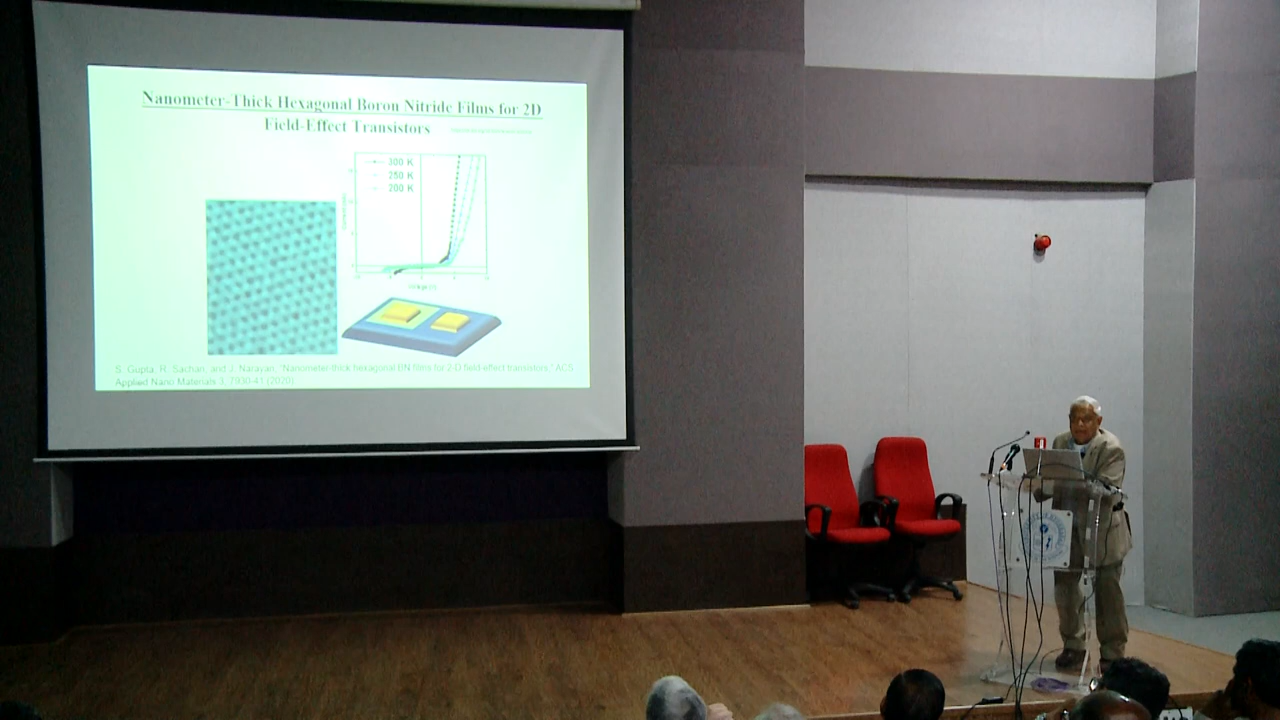 Nanometer-Thick Hexagonal Boron Nitride Films for 2D
Field-Effect Transistors
300 K
250 K
200 K
S. Gupta, R. Sachan, and J. Narayan, "Nanometer-thick hexagonal BN films for 2-D field-effect transistors," ACS
Applied Nano Materials 3, 7930-41 (2020)